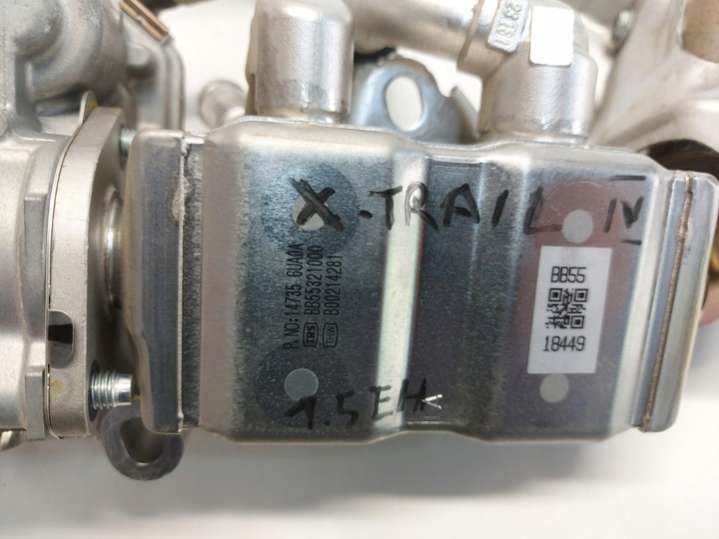 X-TRAIL IV
P.NO:14735 6UA0A
BB55321000
B00214281
1.5EH
BB55
18449